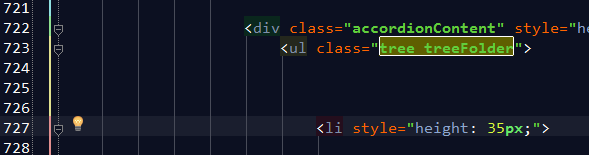 721
722 <div class="accordionContent" style="he
723 <ul class="tree treeFolder">
724
725
726
727 <li style="height: 35px;">
728